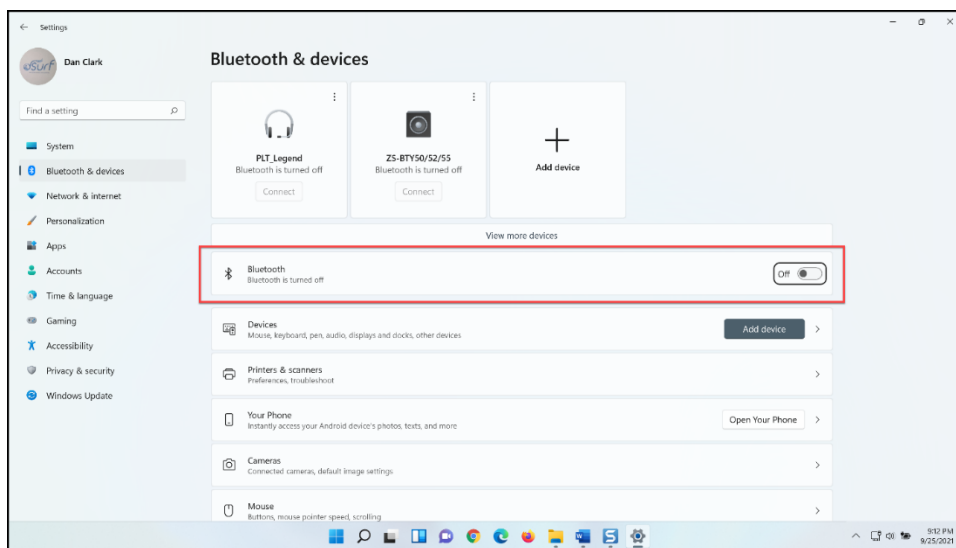 Settings
dSurf
Dan Clark
Find a setting
System
Bluetooth & devices
Network & internet
Personalization
Apps
Accounts
Time & language
Gaming
Accessibility
Privacy & security
Windows Update
Bluetooth & devices
PLT_Legend
Bluetooth is turned off
Connect
ZS-BTY50/52/55
Bluetooth is turned off
Connect
Add device
View more devices
Bluetooth
Bluetooth is turned off
Off
Devices
Mouse, keyboard, pen, audio, displays and docks, other devices
Add device
Printers & scanners
Preferences, troubleshoot
Your Phone
Instantly access your Android device's photos, texts, and more
Open Your Phone
Cameras
Connected cameras, default image settings
Mouse
Buttons, mouse pointer speed, scrolling
9:12 PM
9/25/2021